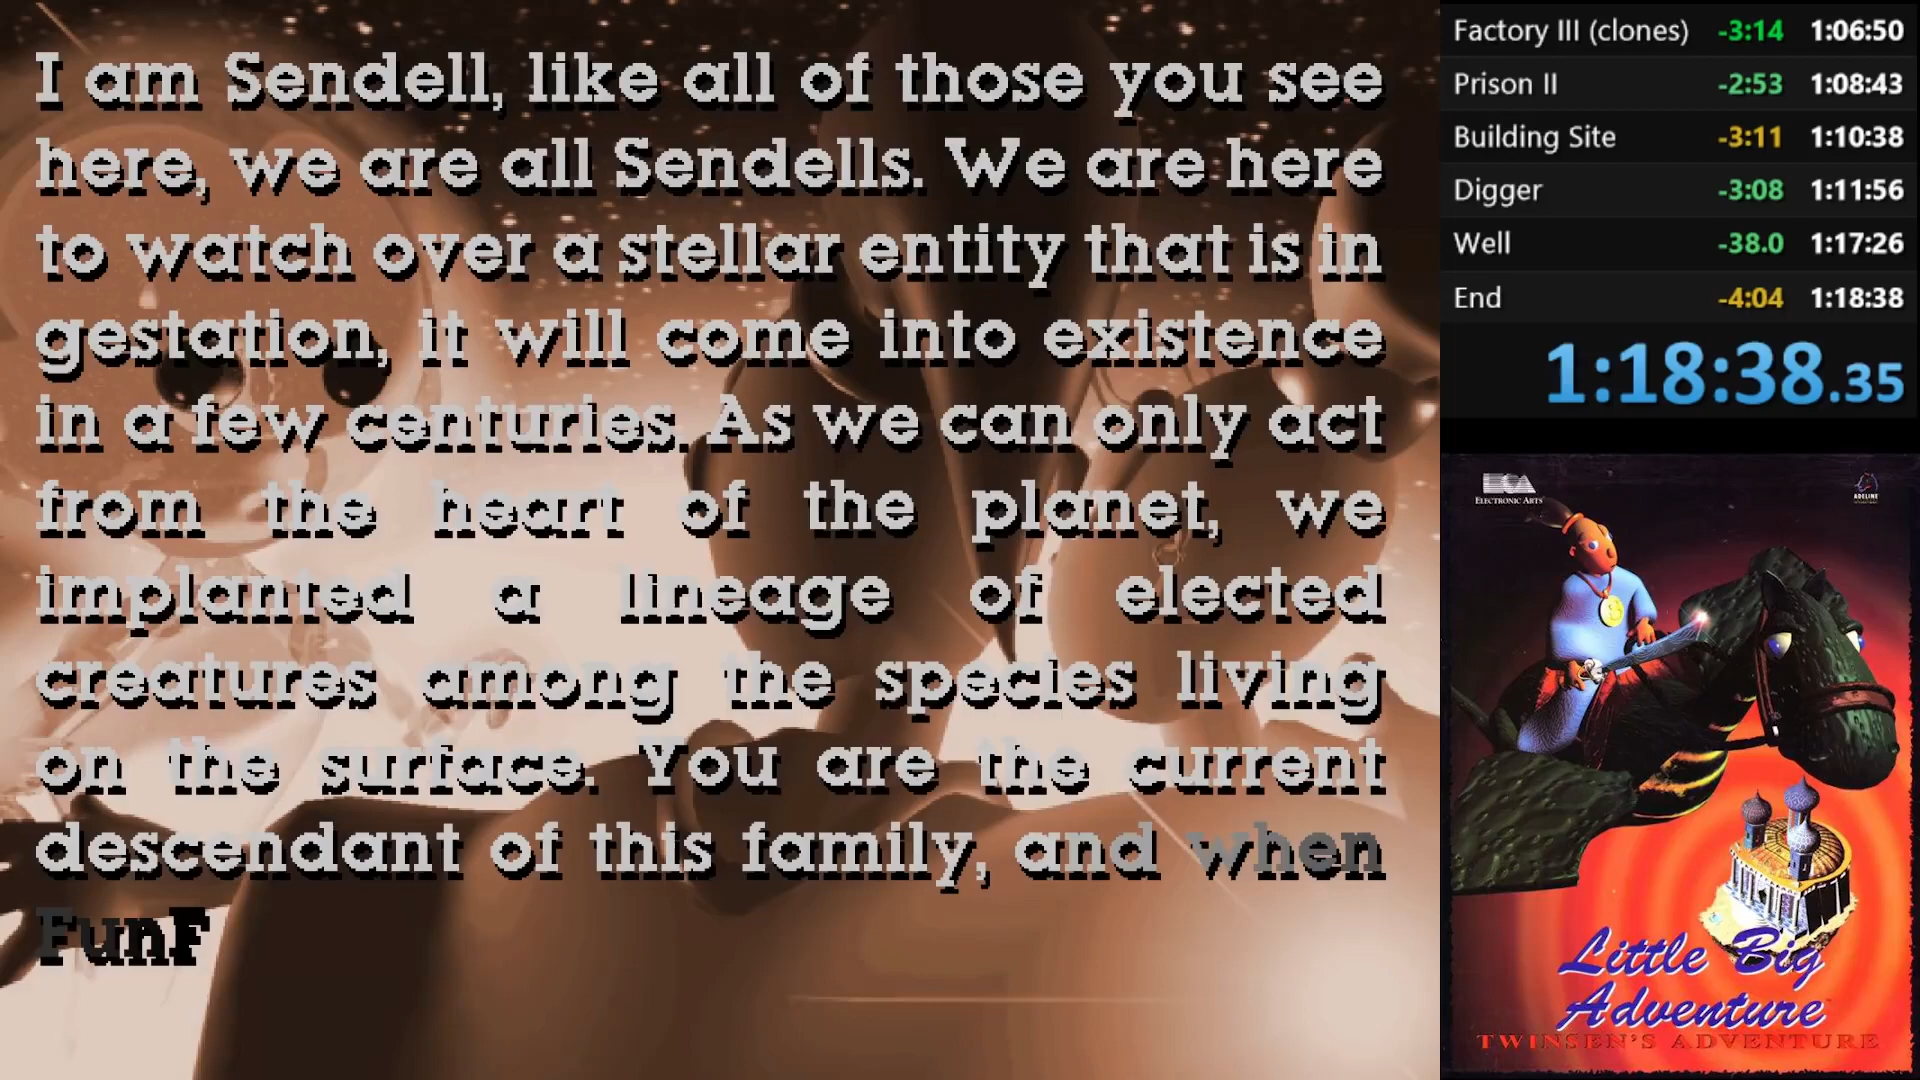 I am Sendell, like all of those you see
here, we are all Sendells. We are here
to watch over a stellar entity that is in
gestation, it will come into existence
in a few centuries. As we can only act
from the heart of the planet, we
implanted a lineage of elected
creatures among the species living
on the surface. You are the current
descendant of this family, and when
FunF
Factory III (clones) -3:14 1:06:50
Prison II -2:53 1:08:43
Building Site -3:11 1:10:38
Digger -3:08 1:11:56
Well -38.0 1:17:26
End -4:04 1:18:38
1:18:38.35
ELECTRONIC ARTS
ADELINE
Little Big
Adventure
TWINSEN'S ADVENTURE